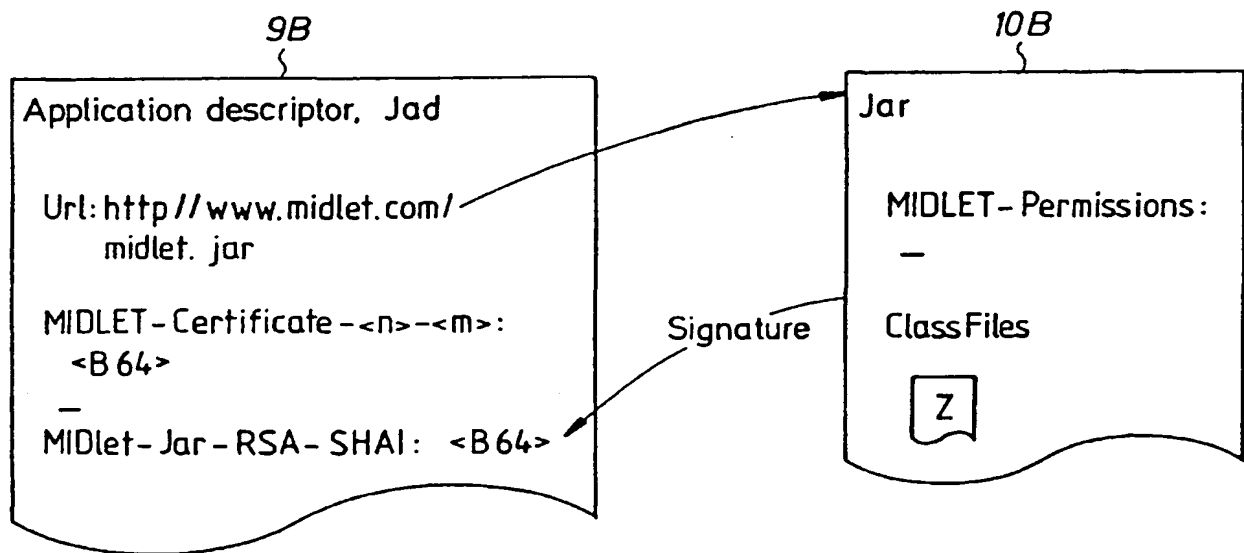 9B
Application descriptor, Jad
Url: http//www.midlet.com/
midlet. jar
MIDLET-Certificate-<n>-<m>:
<B64>
MIDlet-Jar-RSA-SHAI: <B64>
Signature
10B
Jar
MIDLET-Permissions:
ClassFiles
Z